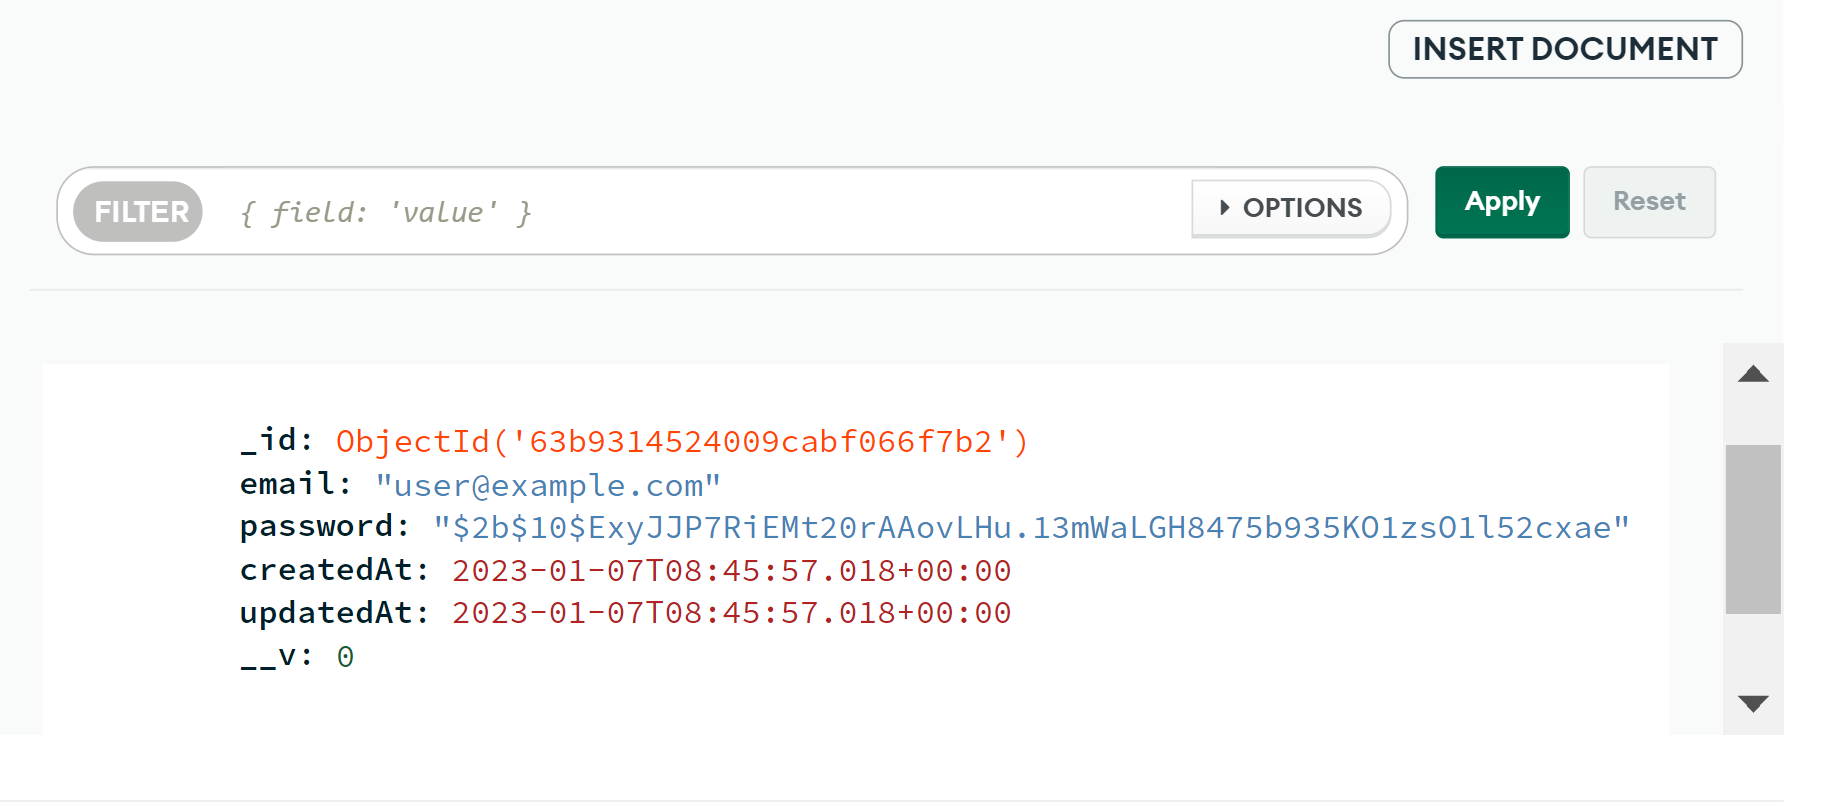 INSERT DOCUMENT
FILTER { field: 'value' } OPTIONS Apply Reset
_id: ObjectId('63b9314524009cabf066f7b2')
email: "user@example.com"
password: "$2b$10$ExyJJP7RiEMt20rAAovLHu.13mWaLGH8475b935KO1zsO1l52cxae"
createdAt: 2023-01-07T08:45:57.018+00:00
updatedAt: 2023-01-07T08:45:57.018+00:00
__v: 0